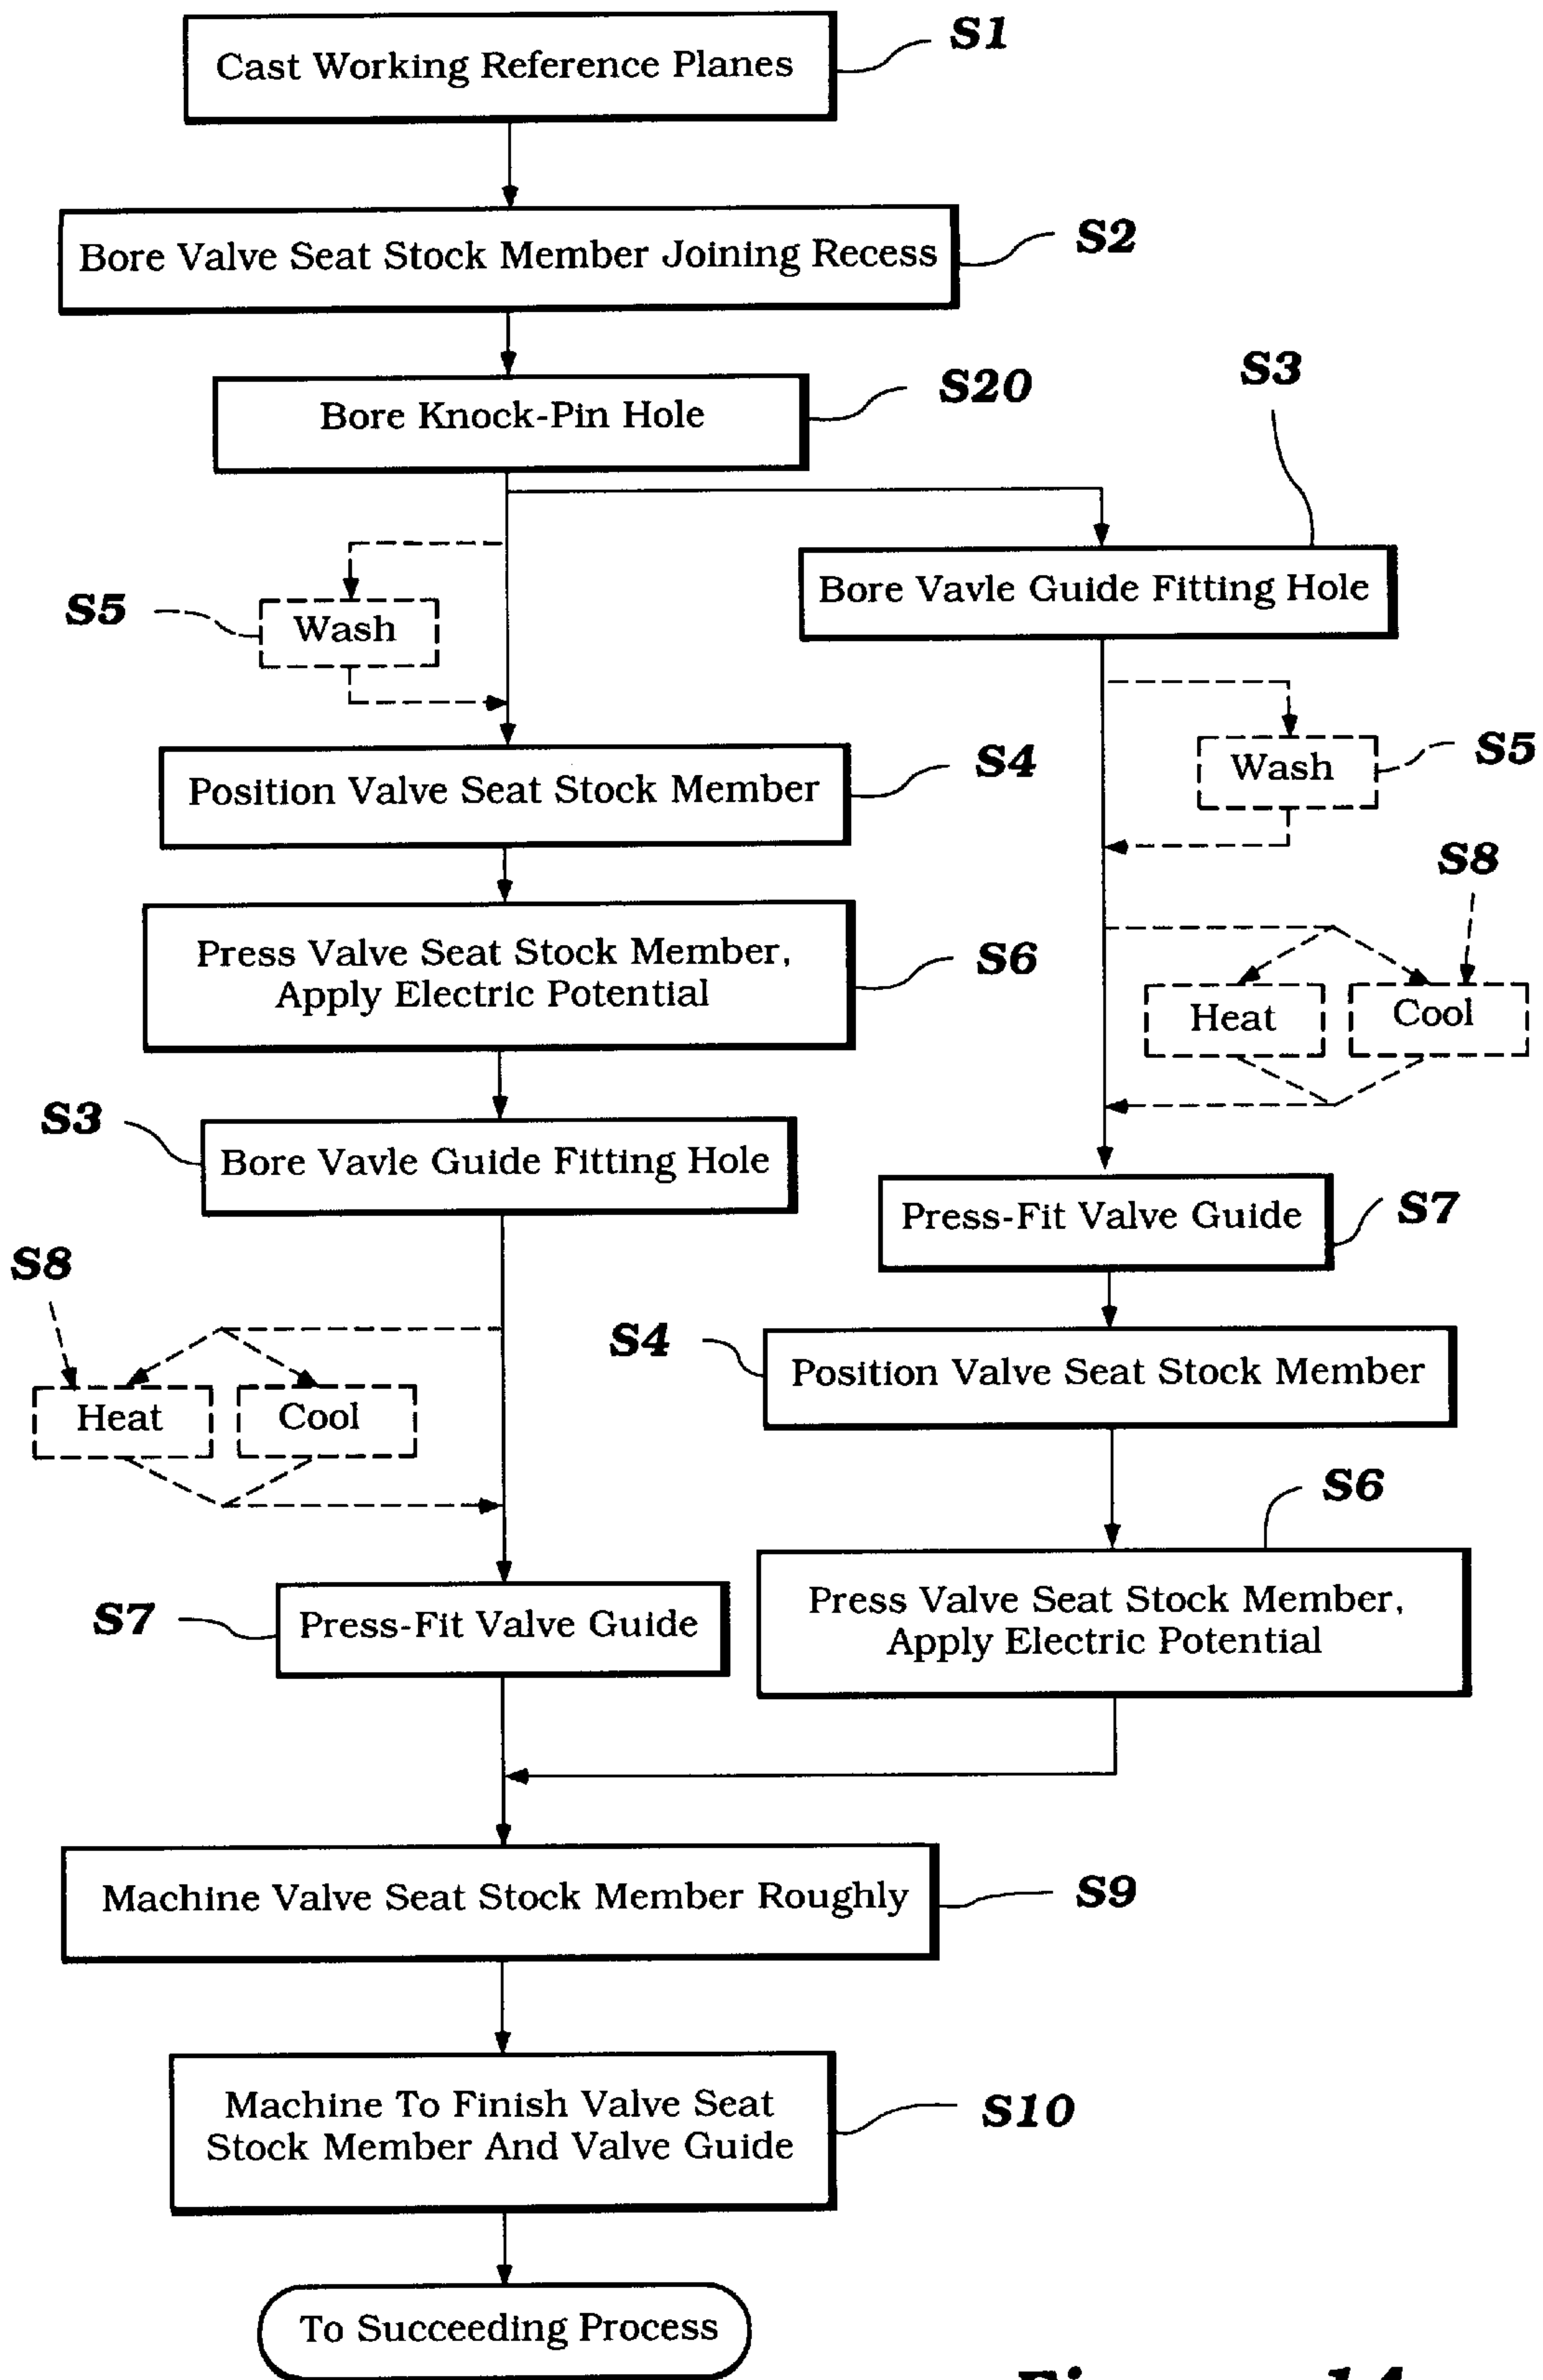 Cast Working Reference Planes
S1
Bore Valve Seat Stock Member Joining Recess
S2
Bore Knock-Pin Hole
S20
S3
Bore Vavle Guide Fitting Hole
S5
Wash
Wash
S5
Position Valve Seat Stock Member
S4
S8
Heat
Cool
Press Valve Seat Stock Member,
Apply Electric Potential
S6
S3
Bore Vavle Guide Fitting Hole
Press-Fit Valve Guide
S7
S8
Heat
Cool
S4
Position Valve Seat Stock Member
S6
Press Valve Seat Stock Member,
Apply Electric Potential
S7
Press-Fit Valve Guide
Machine Valve Seat Stock Member Roughly
S9
Machine To Finish Valve Seat
Stock Member And Valve Guide
S10
To Succeeding Process